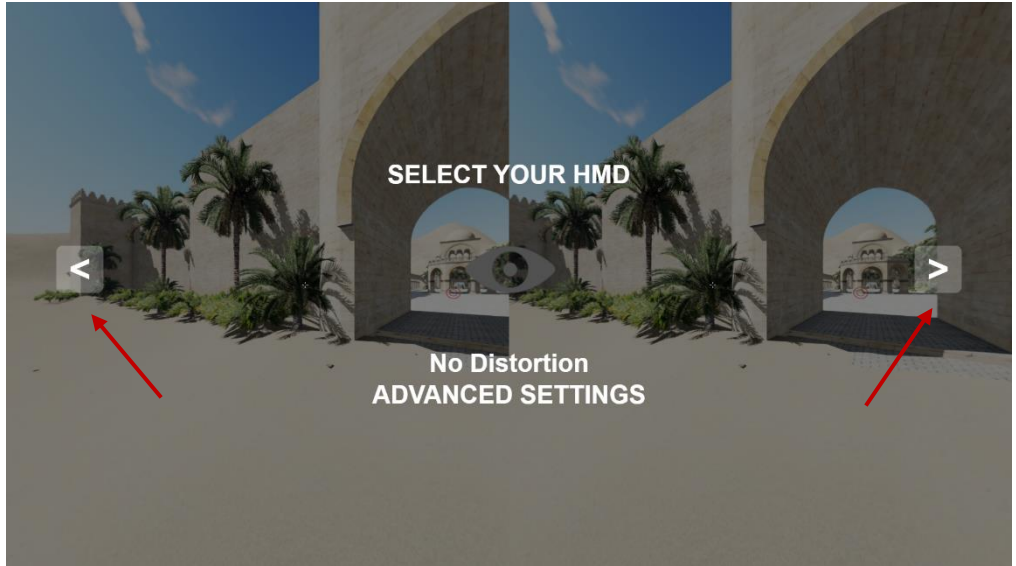 SELECT YOUR HMD
<
>
No Distortion
ADVANCED SETTINGS